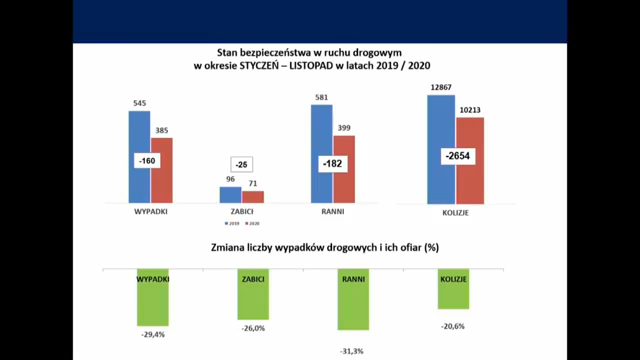 Stan bezpieczeństwa w ruchu drogowym
w okresie STYCZEŃ – LISTOPAD w latach 2019 / 2020
545
385
-160
WYPADKI
96
71
-25
ZABICI
581
399
-182
RANNI
12867
10213
-2654
KOLIZJE
2019 2020
Zmiana liczby wypadków drogowych i ich ofiar (%)
WYPADKI ZABICI RANNI KOLIZJE
-29,4% -26,0% -31,3% -20,6%